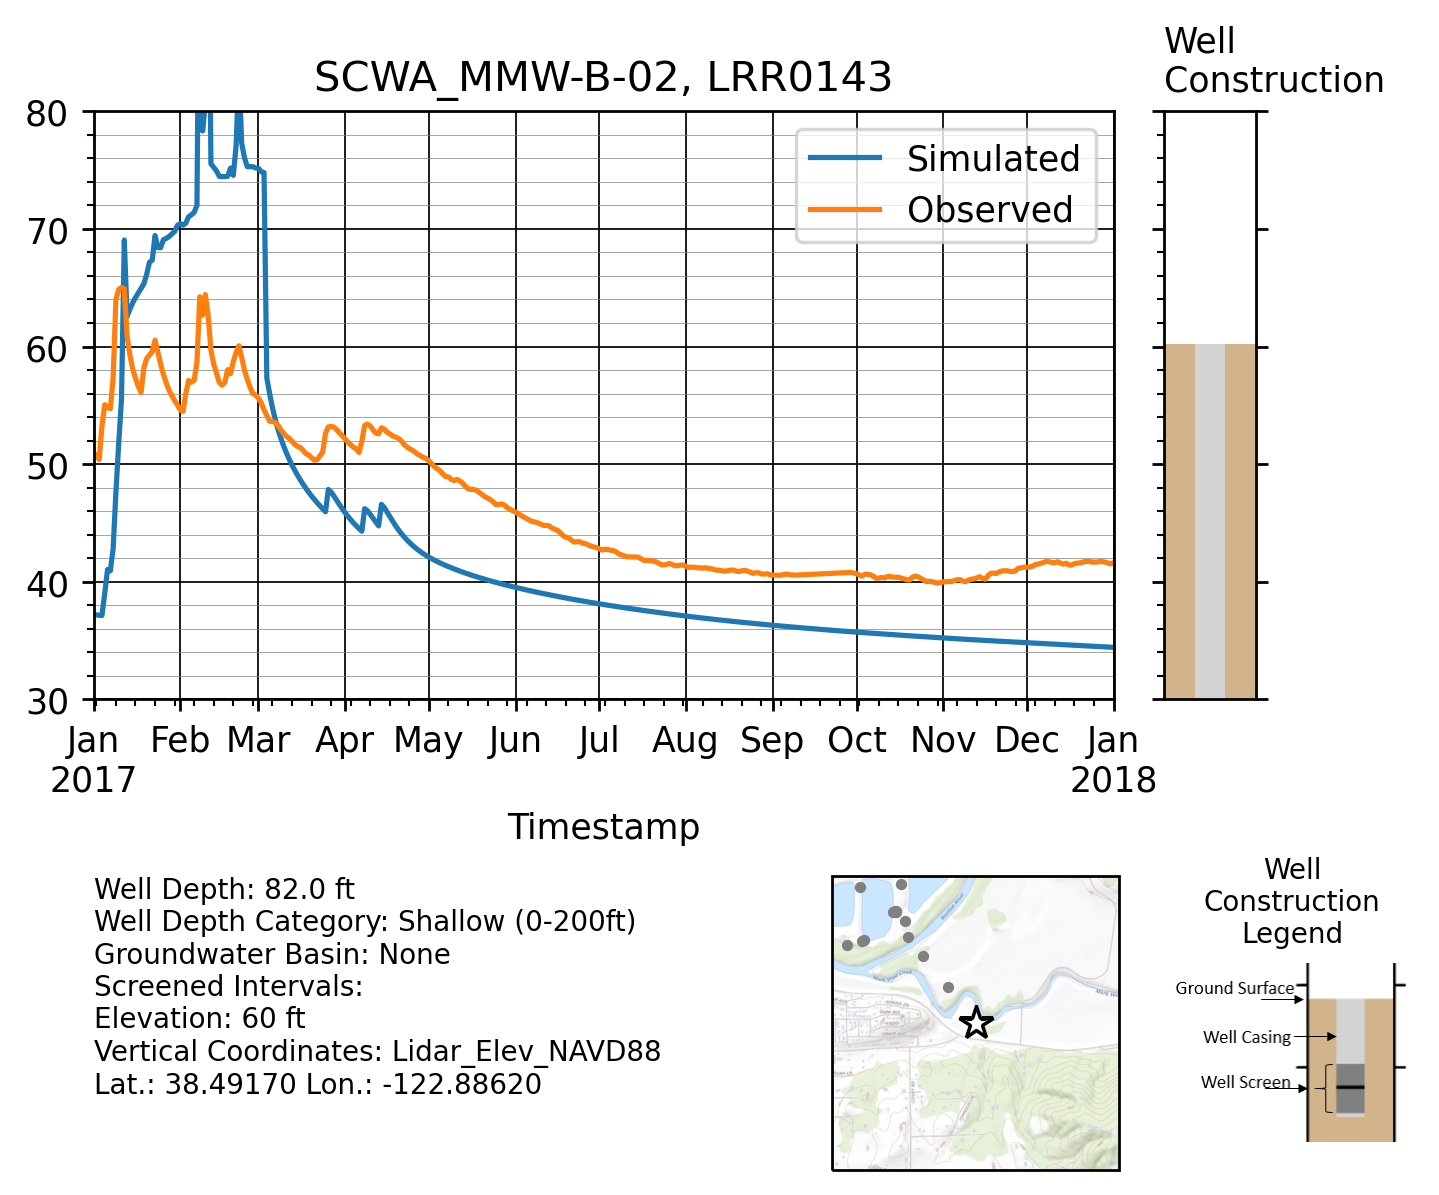 SCWA_MMW-B-02, LRR0143
Well
Construction
80
70
60
50
40
30
Simulated
Observed
Jan
2017
Feb
Mar
Apr
May
Jun
Jul
Aug
Sep
Oct
Nov
Dec
Jan
2018
Timestamp
Well Depth: 82.0 ft
Well Depth Category: Shallow (0-200ft)
Groundwater Basin: None
Screened Intervals:
Elevation: 60 ft
Vertical Coordinates: Lidar_Elev_NAVD88
Lat.: 38.49170 Lon.: -122.88620
Well
Construction
Legend
Ground Surface
Well Casing
Well Screen